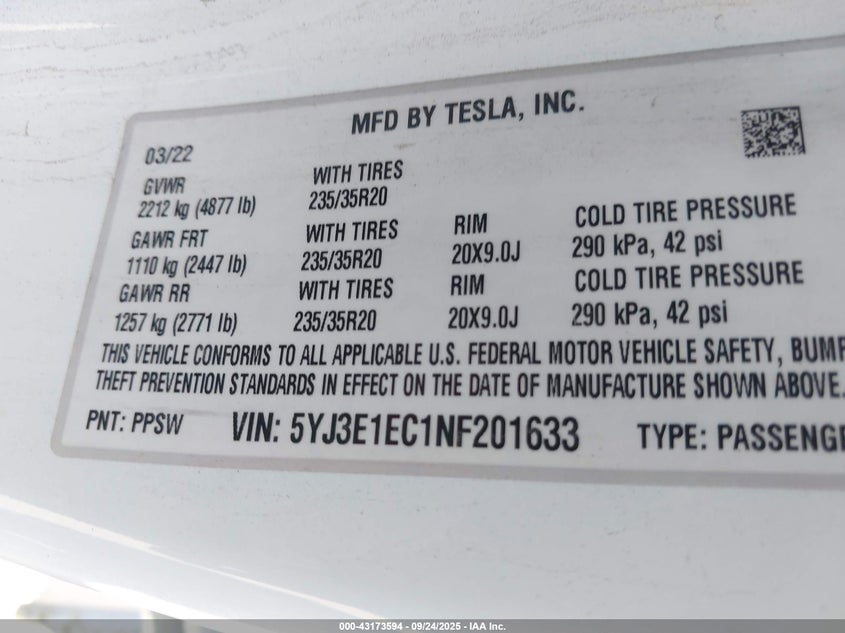 MFD BY TESLA, INC.
03/22
GVWR WITH TIRES
2212 kg (4877 lb) 235/35R20
GAWR FRT WITH TIRES RIM COLD TIRE PRESSURE
1110 kg (2447 lb) 235/35R20 20X9.0J 290 kPa, 42 psi
GAWR RR WITH TIRES RIM COLD TIRE PRESSURE
1257 kg (2771 lb) 235/35R20 20X9.0J 290 kPa, 42 psi
THIS VEHICLE CONFORMS TO ALL APPLICABLE U.S. FEDERAL MOTOR VEHICLE SAFETY, BUMP
THEFT PREVENTION STANDARDS IN EFFECT ON THE DATE OF MANUFACTURE SHOWN ABOVE.
PNT: PPSW VIN: 5YJ3E1EC1NF201633 TYPE: PASSENGE
000-43173594 - 09/24/2025 - IAA Inc.